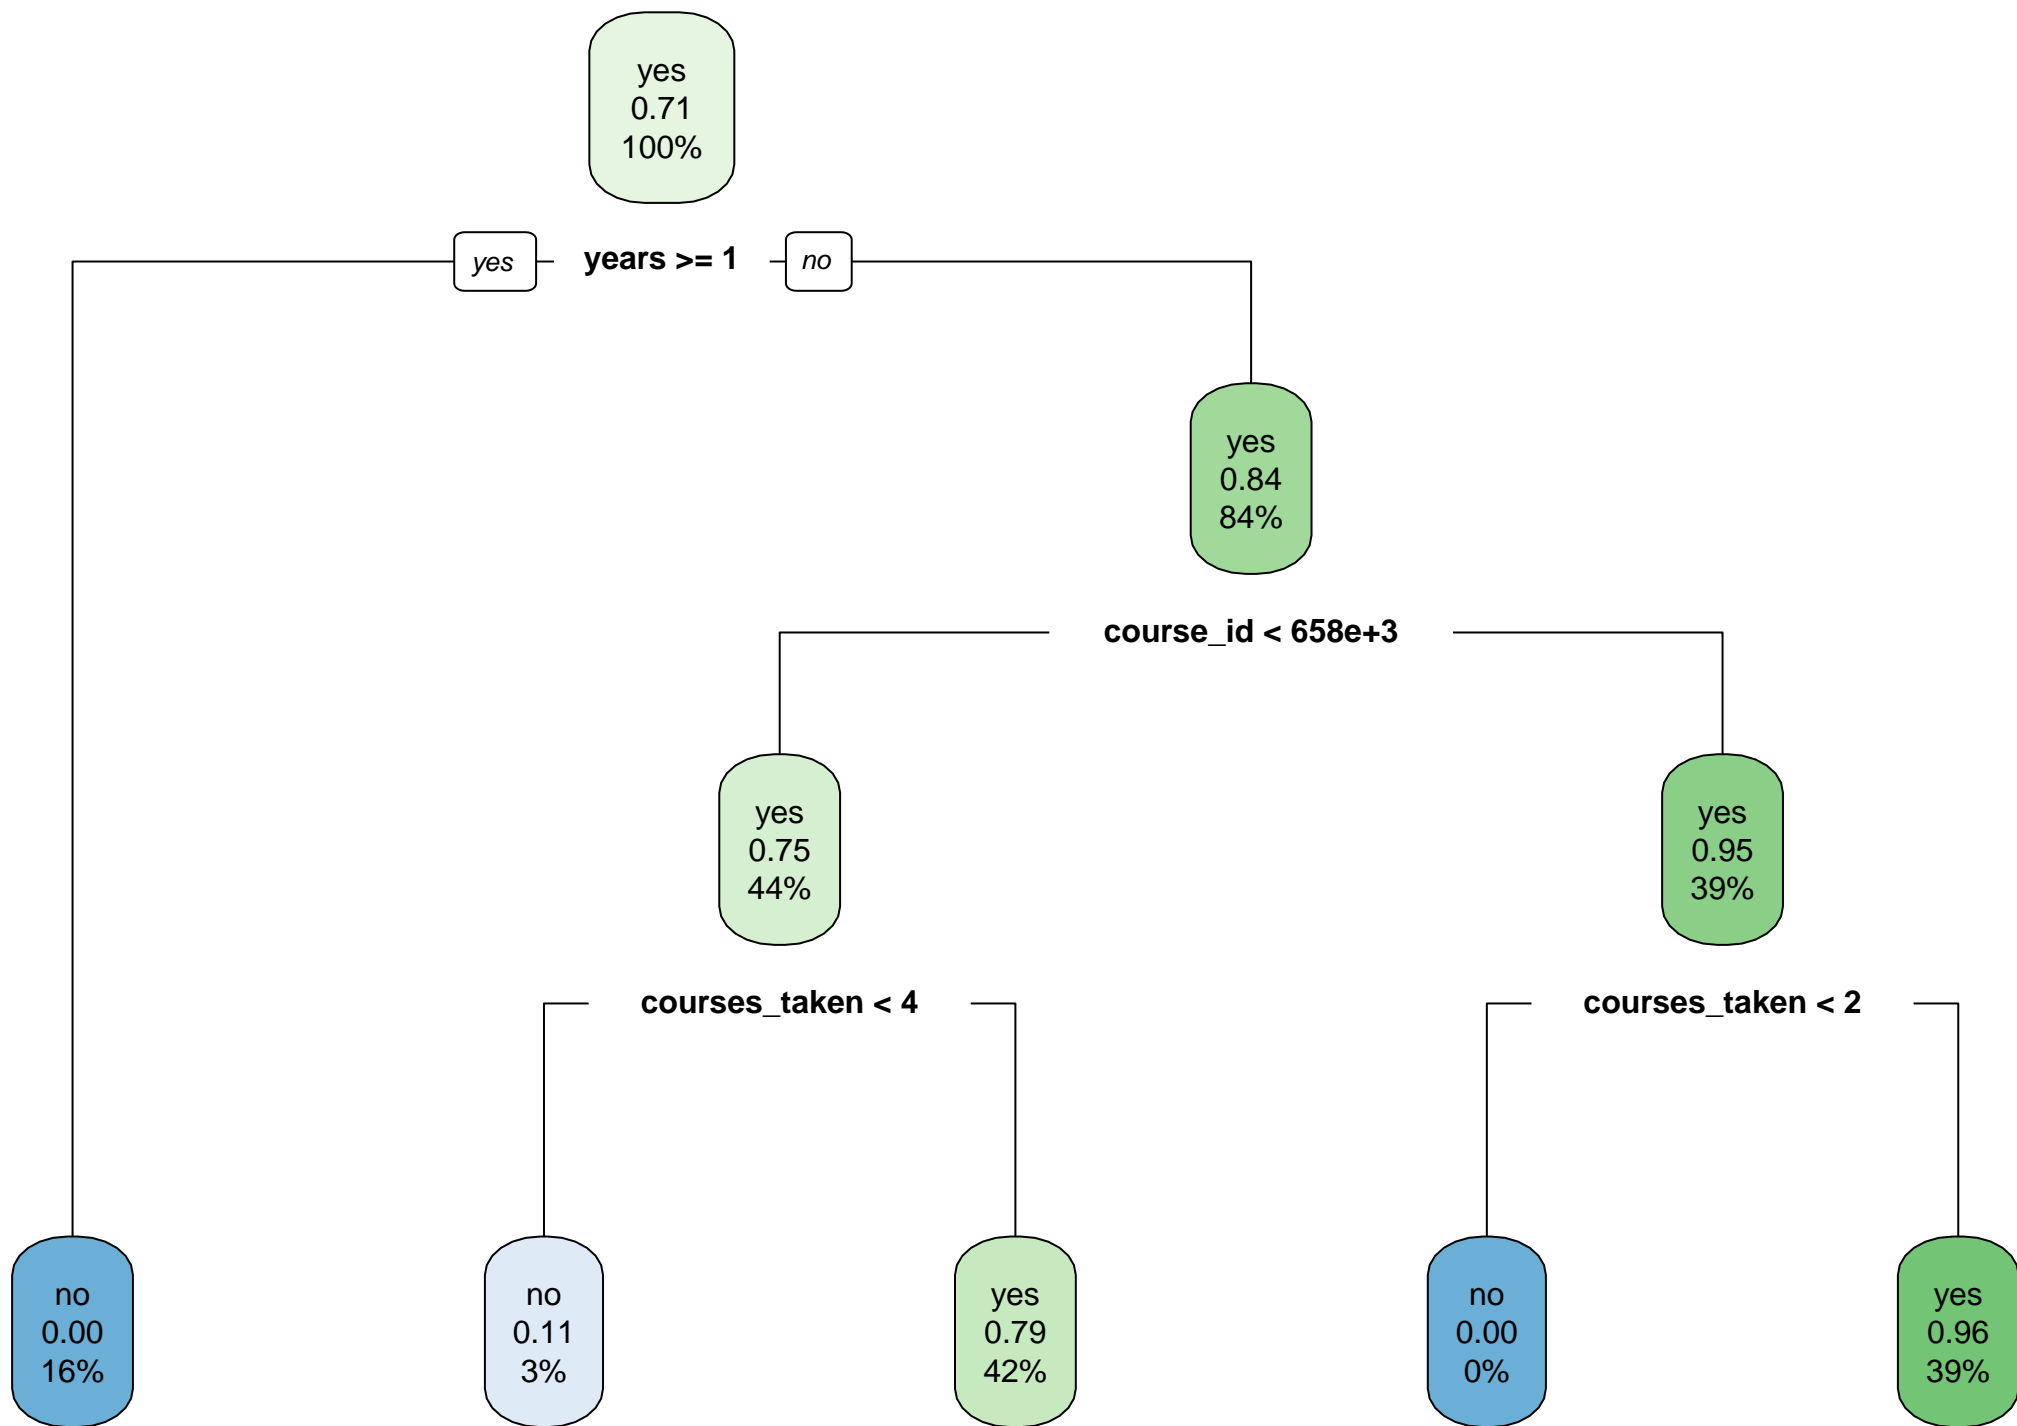 yes
0.71
100%
yes
years >= 1
no
yes
0.84
84%
course_id < 658e+3
yes
0.75
44%
yes
0.95
39%
courses_taken < 4
courses_taken < 2
no
0.00
16%
no
0.11
3%
yes
0.79
42%
no
0.00
0%
yes
0.96
39%